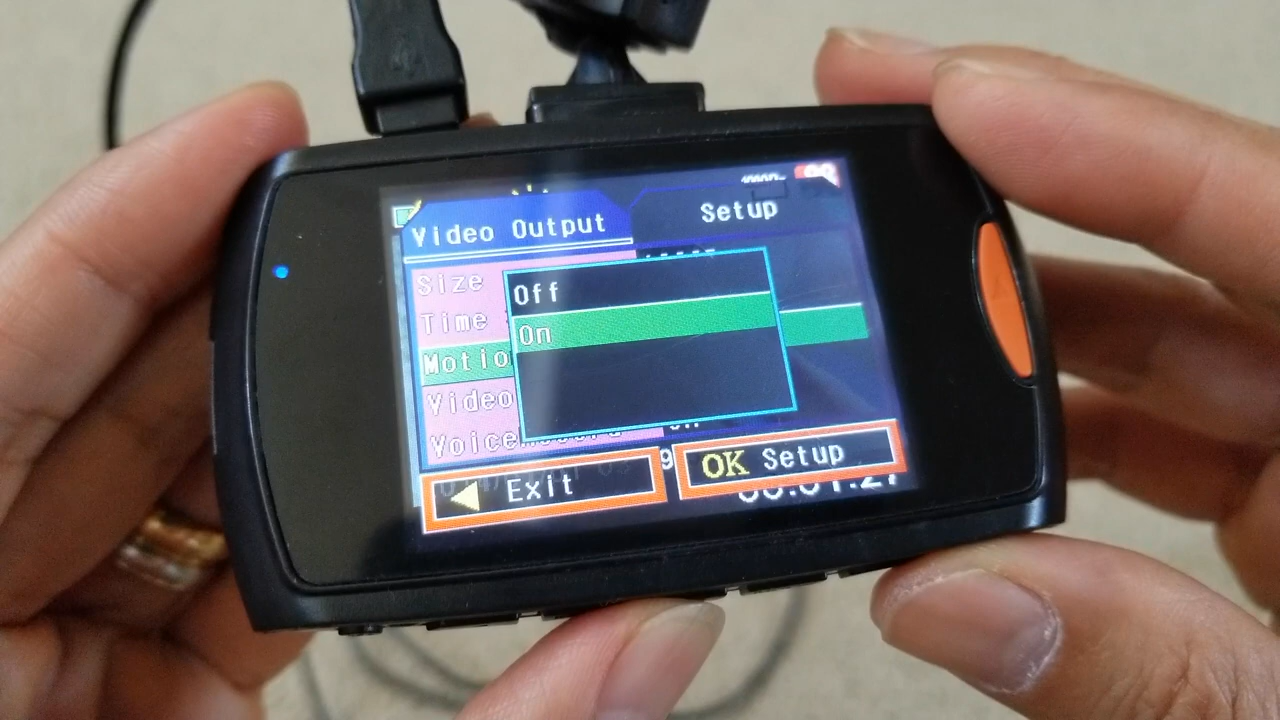 Video Output
Setup
Size
Time
Off
On
Motio
Video
Voice
Exit
OK Setup